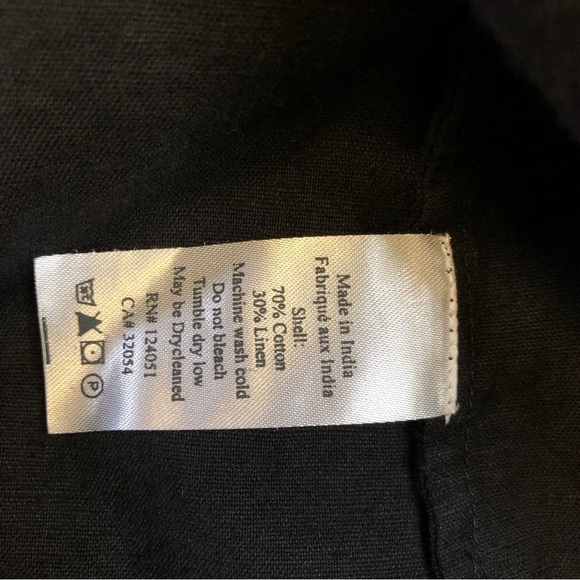 Made in India
Fabriqué aux India
Shell:
70% Cotton
30% Linen
Machine wash cold
Do not bleach
Tumble dry low
May be Drycleaned
RN# 124051
CA# 32054
P